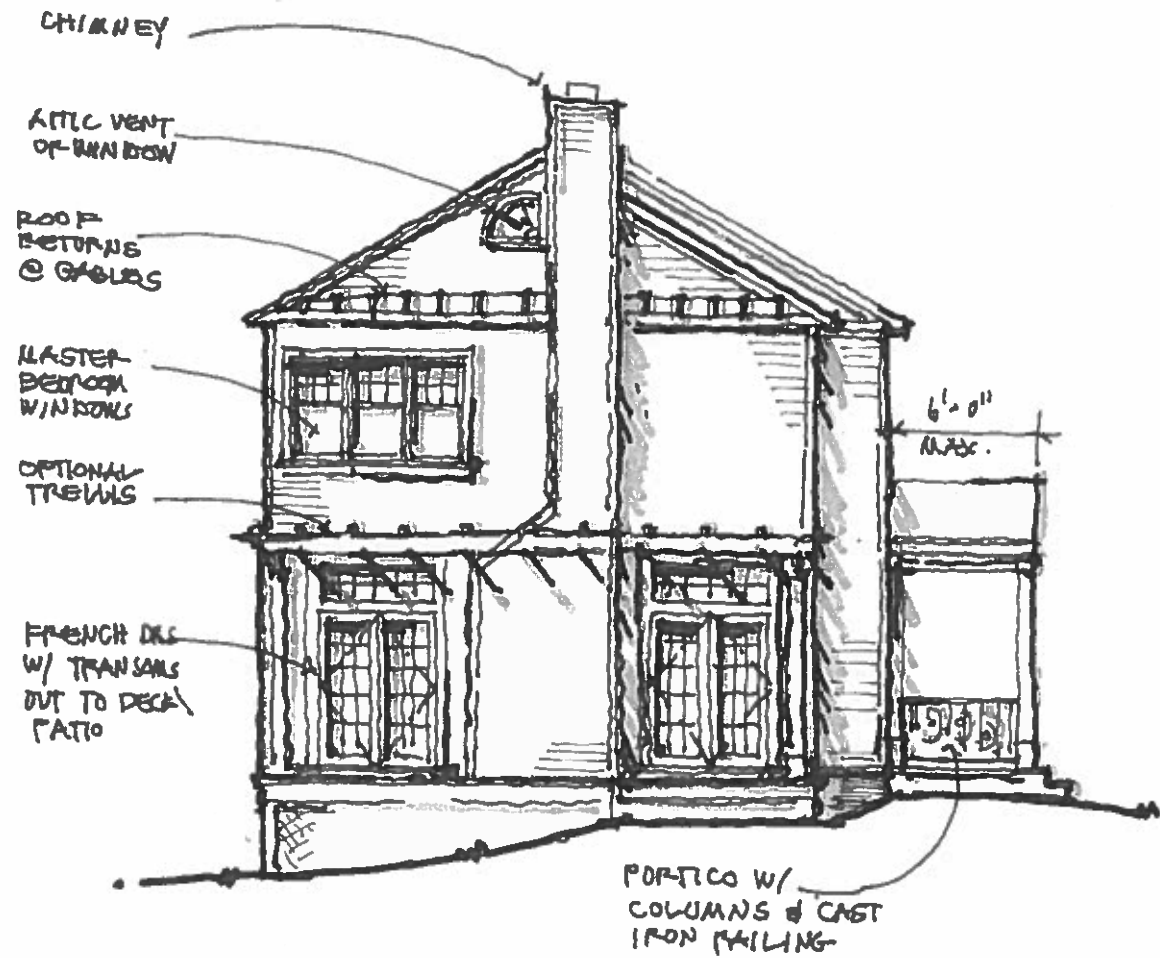 CHIMNEY
ATTIC VENT
OR WINDOW
ROOF
RETURNS
@ GABLES
MASTER
BEDROOM
WINDOWS
OPTIONAL
TRELLIS
FRENCH DRS
W/ TRANSOMS
OUT TO DECK\
PATIO
6'-0"
MAX.
PORTICO W/
COLUMNS & CAST
IRON RAILING